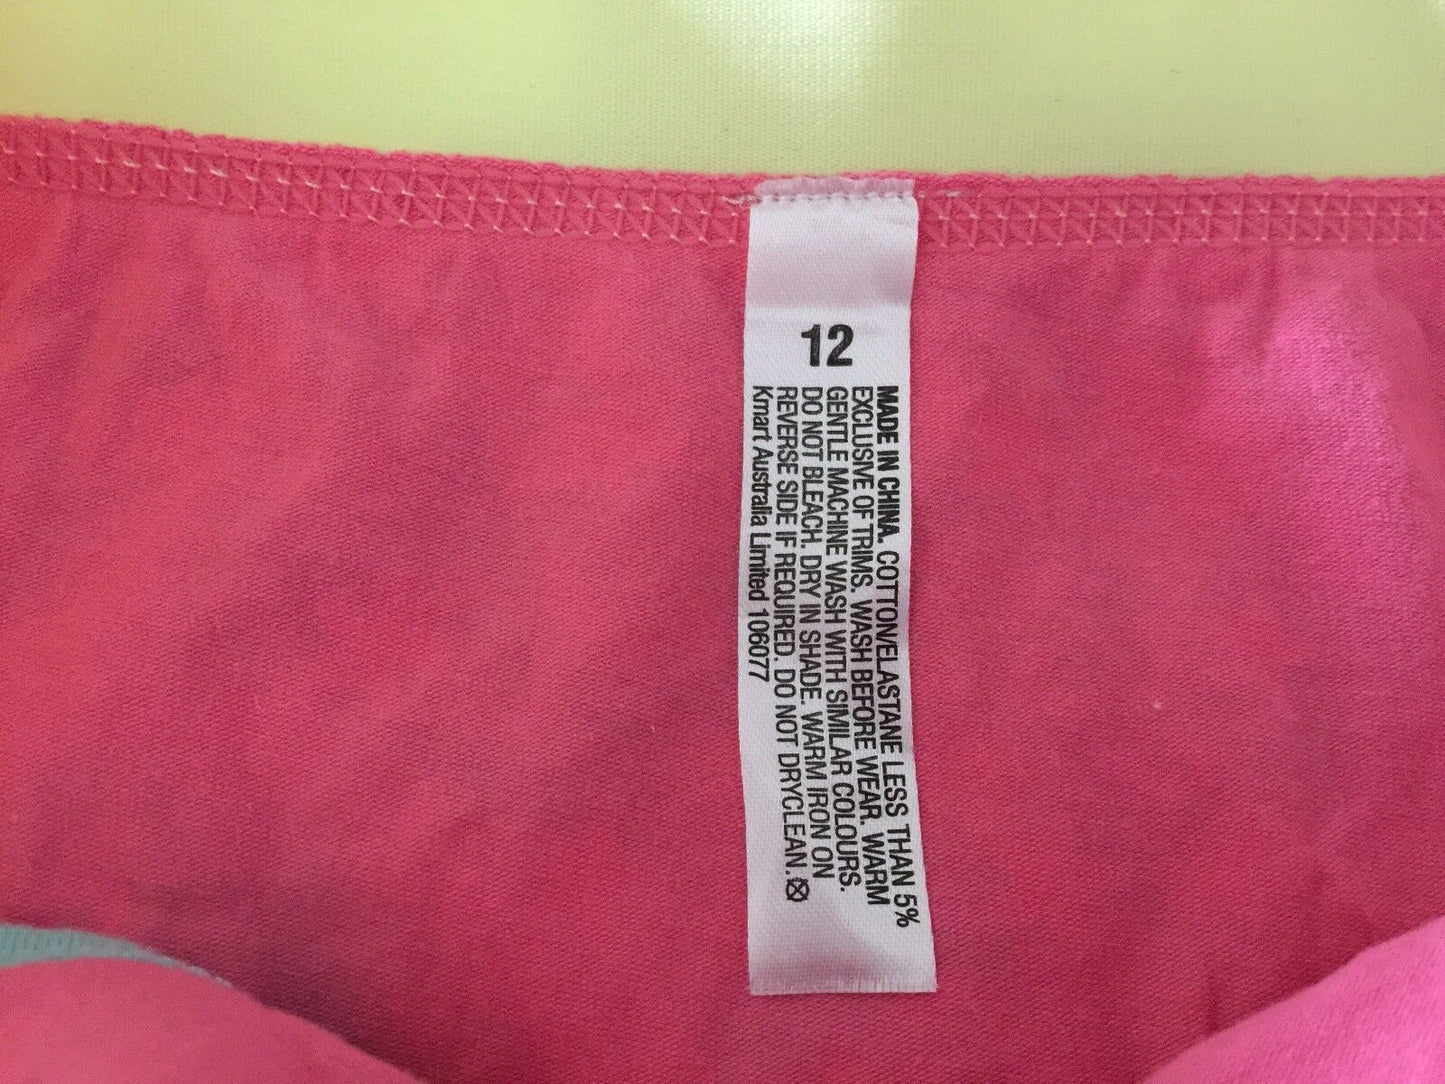 12
MADE IN CHINA. COTTON/ELASTANE LESS THAN 5%
EXCLUSIVE OF TRIMS. WASH BEFORE WEAR. WARM
GENTLE MACHINE WASH WITH SIMILAR COLOURS.
DO NOT BLEACH. DRY IN SHADE. WARM IRON ON
REVERSE SIDE IF REQUIRED. DO NOT DRYCLEAN.
Kmart Australia Limited 106077